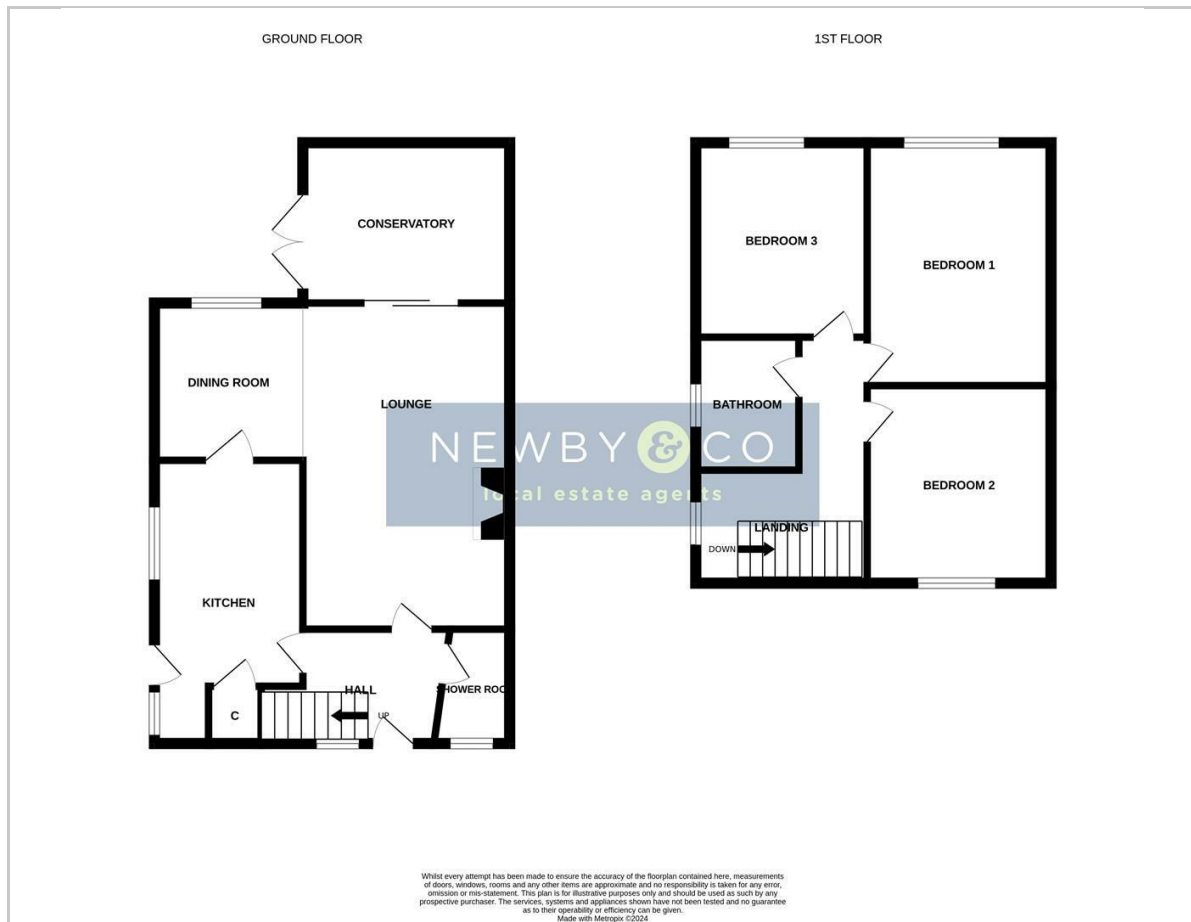 GROUND FLOOR
1ST FLOOR
CONSERVATORY
DINING ROOM
LOUNGE
KITCHEN
HALL
SHOWER ROO
C
UP
BEDROOM 3
BEDROOM 1
BATHROOM
BEDROOM 2
LANDING
DOWN
NEWBY & CO
local estate agents
Whilst every attempt has been made to ensure the accuracy of the floorplan contained here, measurements
of doors, windows, rooms and any other items are approximate and no responsibility is taken for any error,
omission or mis-statement. This plan is for illustrative purposes only and should be used as such by any
prospective purchaser. The services, systems and appliances shown have not been tested and no guarantee
as to their operability or efficiency can be given.
Made with Metropix ©2024